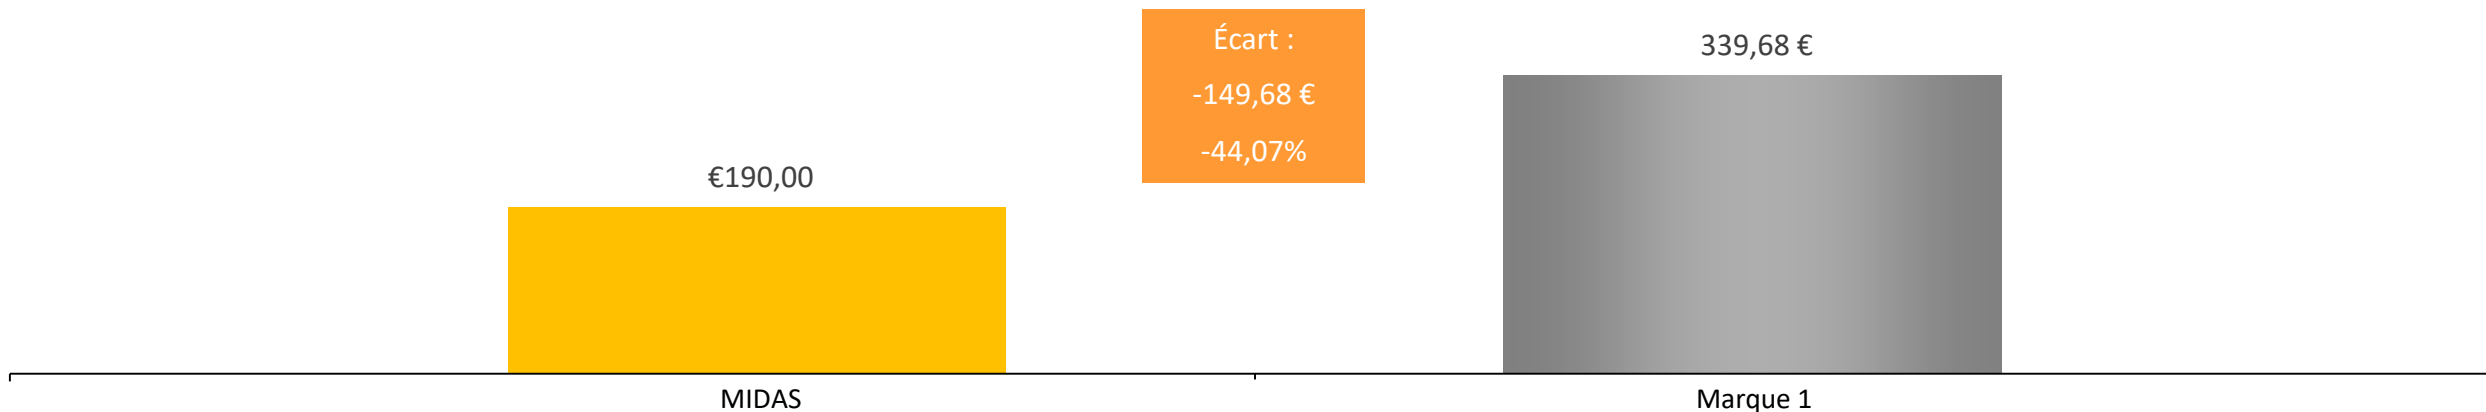 Écart :
-149,68 €
-44,07%
339,68 €
€190,00
MIDAS
Marque 1